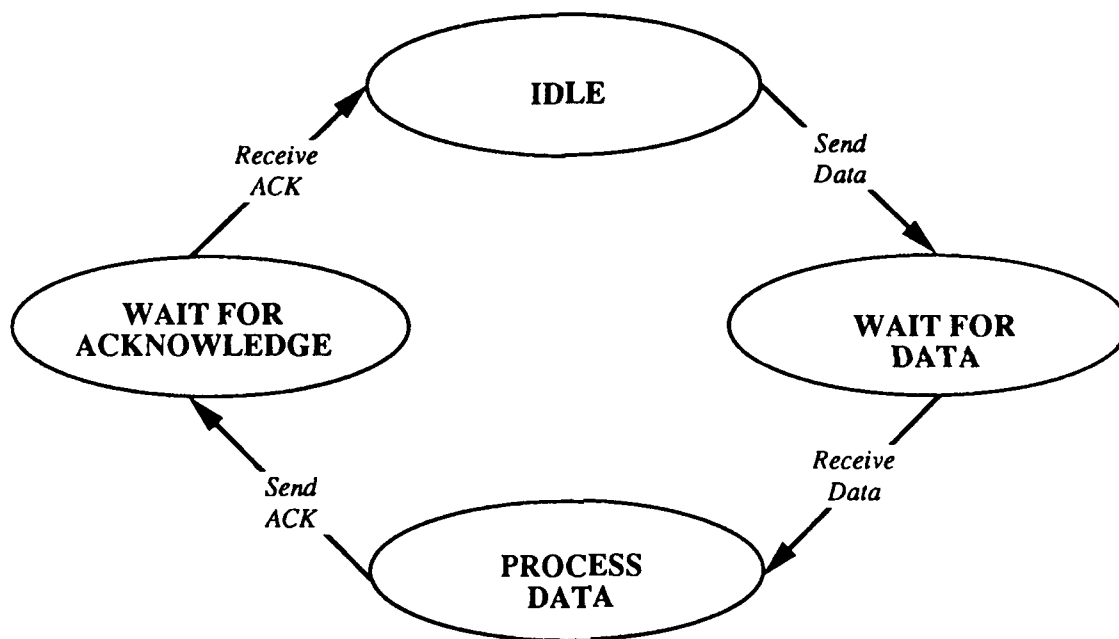 IDLE
Send
Data
Receive
ACK
WAIT FOR
ACKNOWLEDGE
WAIT FOR
DATA
Receive
Data
Send
ACK
PROCESS
DATA